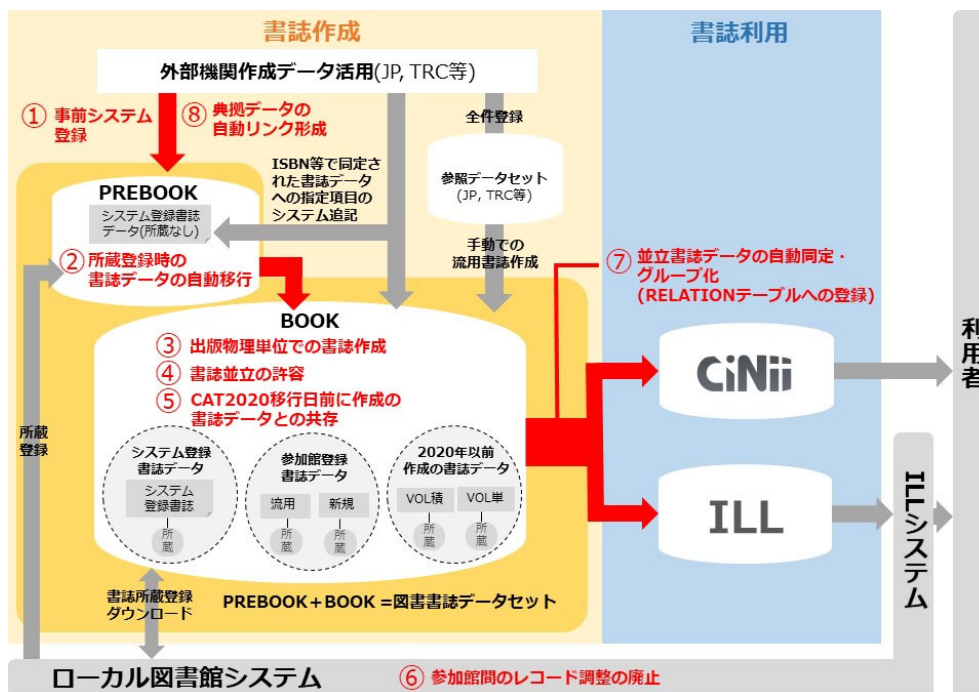 書誌作成
書誌利用
外部機関作成データ活用(JP, TRC等)
① 事前システム
登録
⑧ 典拠データの
自動リンク形成
全件登録
ISBN等で同定さ
れた書誌データ
への指定項目の
システム追記
参照データセット
(JP, TRC等)
PREBOOK
システム登録書誌
データ(所蔵なし)
手動での
流用書誌作成
② 所蔵登録時の
書誌データの自動移行
⑦ 並立書誌データの自動同定・
グループ化
(RELATIONテーブルへの登録)
BOOK
③ 出版物理単位での書誌作成
④ 書誌並立の許容
⑤ CAT2020移行日前に作成の
書誌データとの共存
CiNii
利用者
所蔵
登録
システム登録
書誌データ
システム
登録書誌
所蔵
参加館登録
書誌データ
流用
新規
所蔵
所蔵
2020年以前
作成の書誌データ
VOL積
VOL単
所蔵
所蔵
ILL
ILLシステム
書誌所蔵登録
ダウンロード
PREBOOK+BOOK =図書書誌データセット
ローカル図書館システム
⑥ 参加館間のレコード調整の廃止